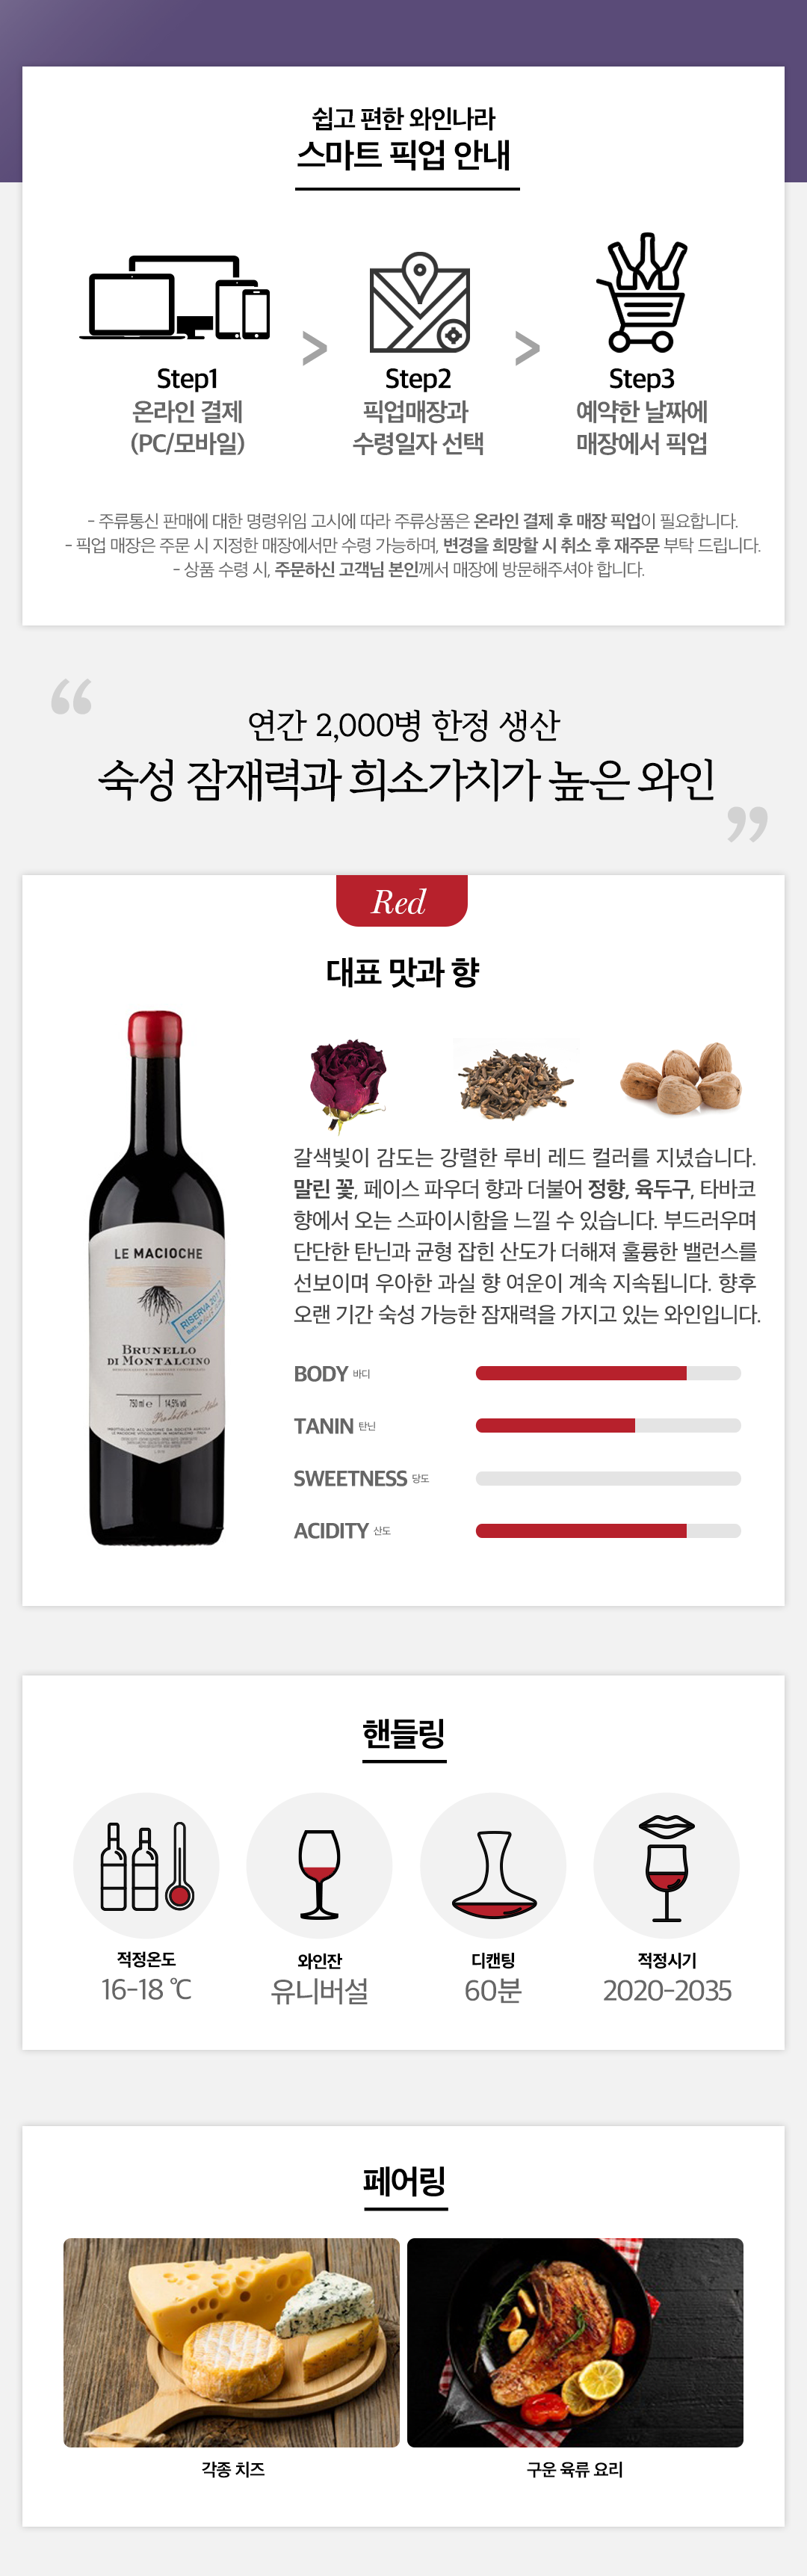 쉽고 편한 와인나라
스마트 픽업 안내
Step1
온라인 결제
(PC/모바일)
>
Step2
픽업매장과
수령일자 선택
>
Step3
예약한 날짜에
매장에서 픽업
- 주류통신 판매에 대한 명령위임 고시에 따라 주류상품은 온라인 결제 후 매장 픽업이 필요합니다.
- 픽업 매장은 주문 시 지정한 매장에서만 수령 가능하며, 변경을 희망할 시 취소 후 재주문 부탁 드립니다.
- 상품 수령 시, 주문하신 고객님 본인께서 매장에 방문해주셔야 합니다.
“
연간 2,000병 한정 생산
숙성 잠재력과 희소가치가 높은 와인
”
Red
대표 맛과 향
갈색빛이 감도는 강렬한 루비 레드 컬러를 지녔습니다.
말린 꽃, 페이스 파우더 향과 더불어 정향, 육두구, 타바코
향에서 오는 스파이시함을 느낄 수 있습니다. 부드러우며
단단한 탄닌과 균형 잡힌 산도가 더해져 훌륭한 밸런스를
선보이며 우아한 과실 향 여운이 계속 지속됩니다. 향후
오랜 기간 숙성 가능한 잠재력을 가지고 있는 와인입니다.
LE MACIOCHE
RISERVA 2011
BRUNELLO
DI MONTALCINO
750 ml e 14,5% vol
BODY 바디
TANIN 탄닌
SWEETNESS 당도
ACIDITY 산도
핸들링
적정온도
16-18 ℃
와인잔
유니버설
디캔팅
60분
적정시기
2020-2035
페어링
각종 치즈
구운 육류 요리